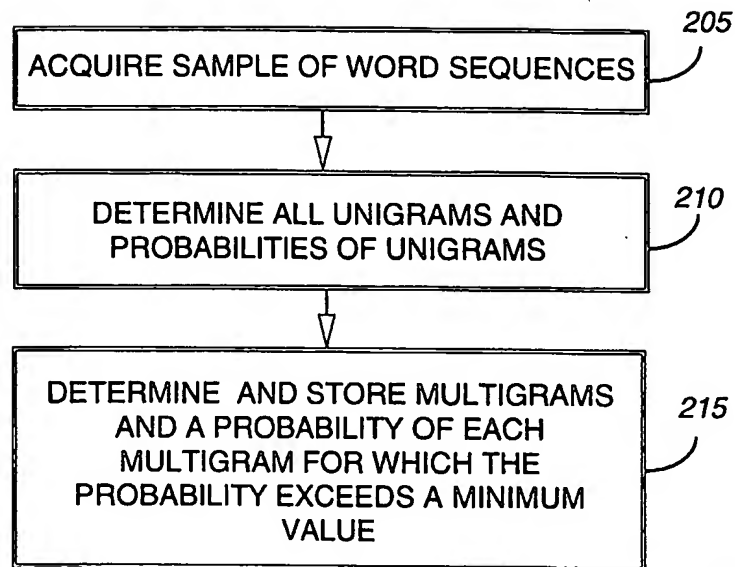 205
ACQUIRE SAMPLE OF WORD SEQUENCES
210
DETERMINE ALL UNIGRAMS AND
PROBABILITIES OF UNIGRAMS
215
DETERMINE AND STORE MULTIGRAMS
AND A PROBABILITY OF EACH
MULTIGRAM FOR WHICH THE
PROBABILITY EXCEEDS A MINIMUM
VALUE